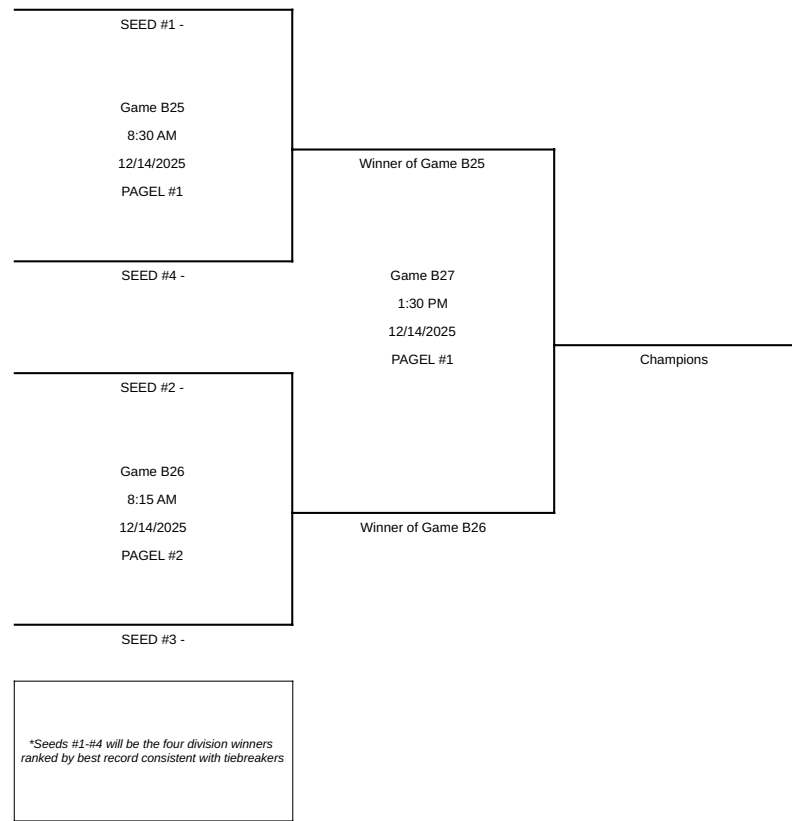 SEED #1 -
Game B25
8:30 AM
12/14/2025
PAGEL #1
SEED #4 -
Winner of Game B25
Game B27
1:30 PM
12/14/2025
PAGEL #1
Champions
SEED #2 -
Game B26
8:15 AM
12/14/2025
PAGEL #2
SEED #3 -
Winner of Game B26
*Seeds #1-#4 will be the four division winners
ranked by best record consistent with tiebreakers